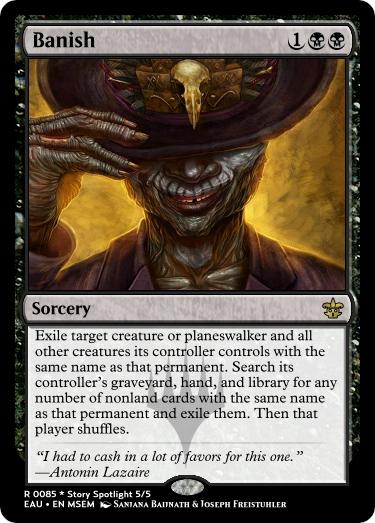 Banish 1
Sorcery
Exile target creature or planeswalker and all
other creatures its controller controls with the
same name as that permanent. Search its
controller's graveyard, hand, and library for any
number of nonland cards with the same name
as that permanent and exile them. Then that
player shuffles.
“I had to cash in a lot of favors for this one.”
—Antonin Lazaire
R 0085 * Story Spotlight 5/5
EAU • EN MSEM Sanjana Baijnath & Joseph Freistuhler